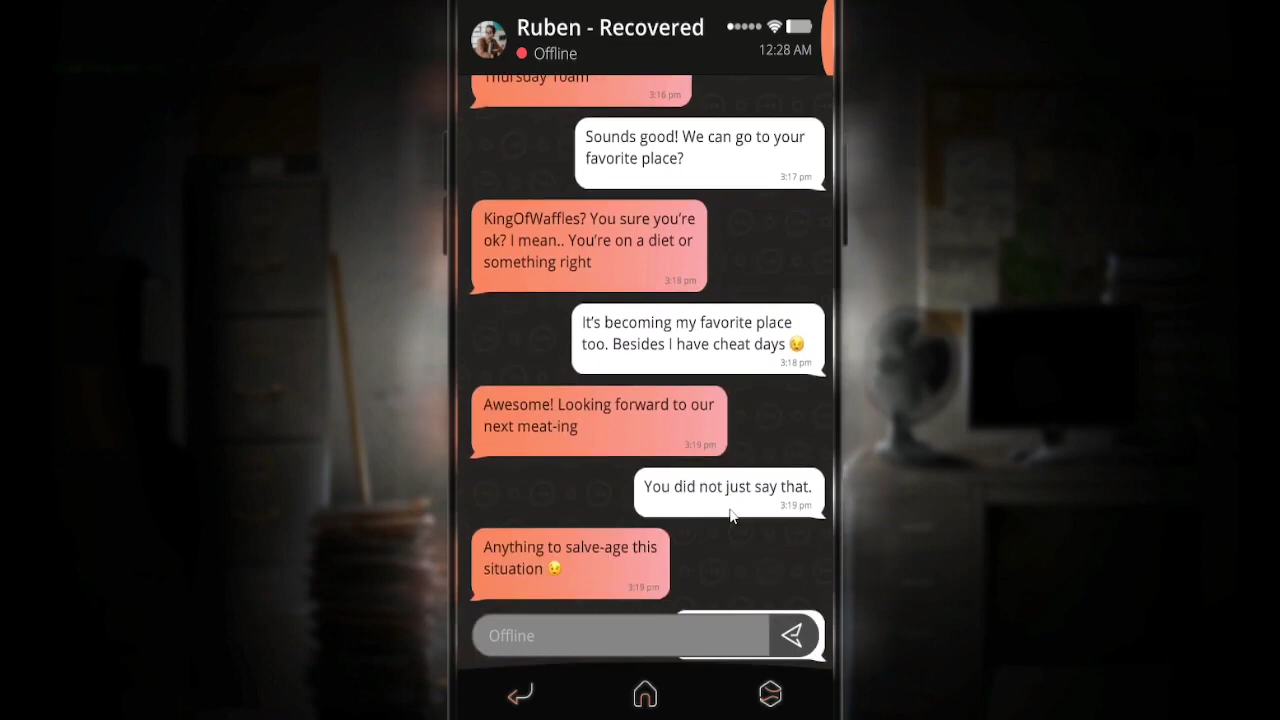 Ruben - Recovered
Offline
12:28 AM
Thursday 10am
3:16 pm
Sounds good! We can go to your
favorite place?
3:17 pm
KingOfWaffles? You sure you're
ok? I mean.. You're on a diet or
something right
3:18 pm
It's becoming my favorite place
too. Besides I have cheat days 😉
3:18 pm
Awesome! Looking forward to our
next meat-ing
3:19 pm
You did not just say that.
3:19 pm
Anything to salve-age this
situation 😉
3:19 pm
Offline